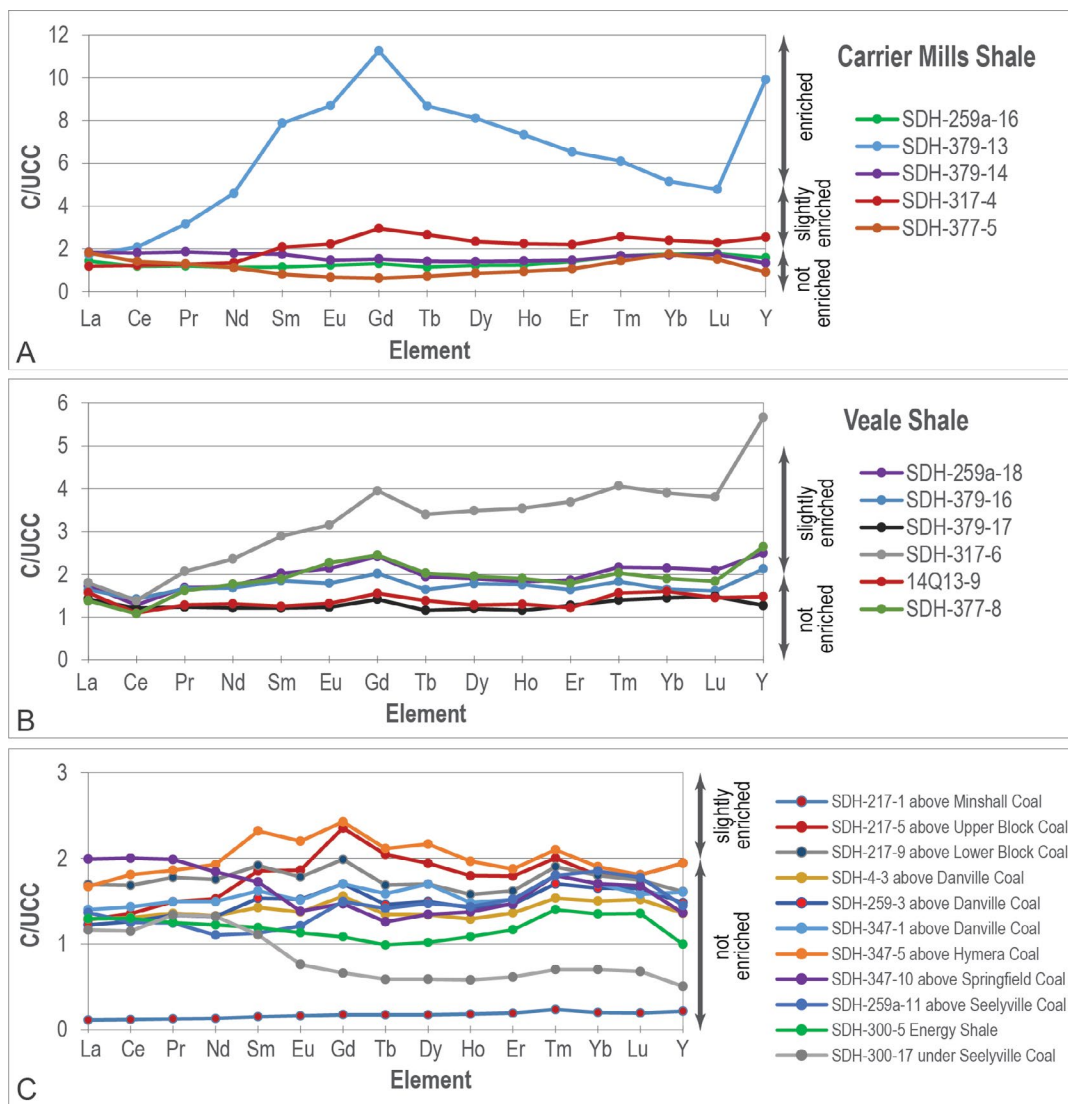 12
10
8
6
4
2
0
C/UCC
La Ce Pr Nd Sm Eu Gd Tb Dy Ho Er Tm Yb Lu Y
Element
A
enriched
slightly
enriched
not
enriched
Carrier Mills Shale
SDH-259a-16
SDH-379-13
SDH-379-14
SDH-317-4
SDH-377-5
6
5
4
3
2
1
0
C/UCC
La Ce Pr Nd Sm Eu Gd Tb Dy Ho Er Tm Yb Lu Y
Element
B
slightly
enriched
not
enriched
Veale Shale
SDH-259a-18
SDH-379-16
SDH-379-17
SDH-317-6
14Q13-9
SDH-377-8
3
2
1
0
C/UCC
La Ce Pr Nd Sm Eu Gd Tb Dy Ho Er Tm Yb Lu Y
Element
C
slightly
enriched
not
enriched
SDH-217-1 above Minshall Coal
SDH-217-5 above Upper Block Coal
SDH-217-9 above Lower Block Coal
SDH-4-3 above Danville Coal
SDH-259-3 above Danville Coal
SDH-347-1 above Danville Coal
SDH-347-5 above Hymera Coal
SDH-347-10 above Springfield Coal
SDH-259a-11 above Seelyville Coal
SDH-300-5 Energy Shale
SDH-300-17 under Seelyville Coal